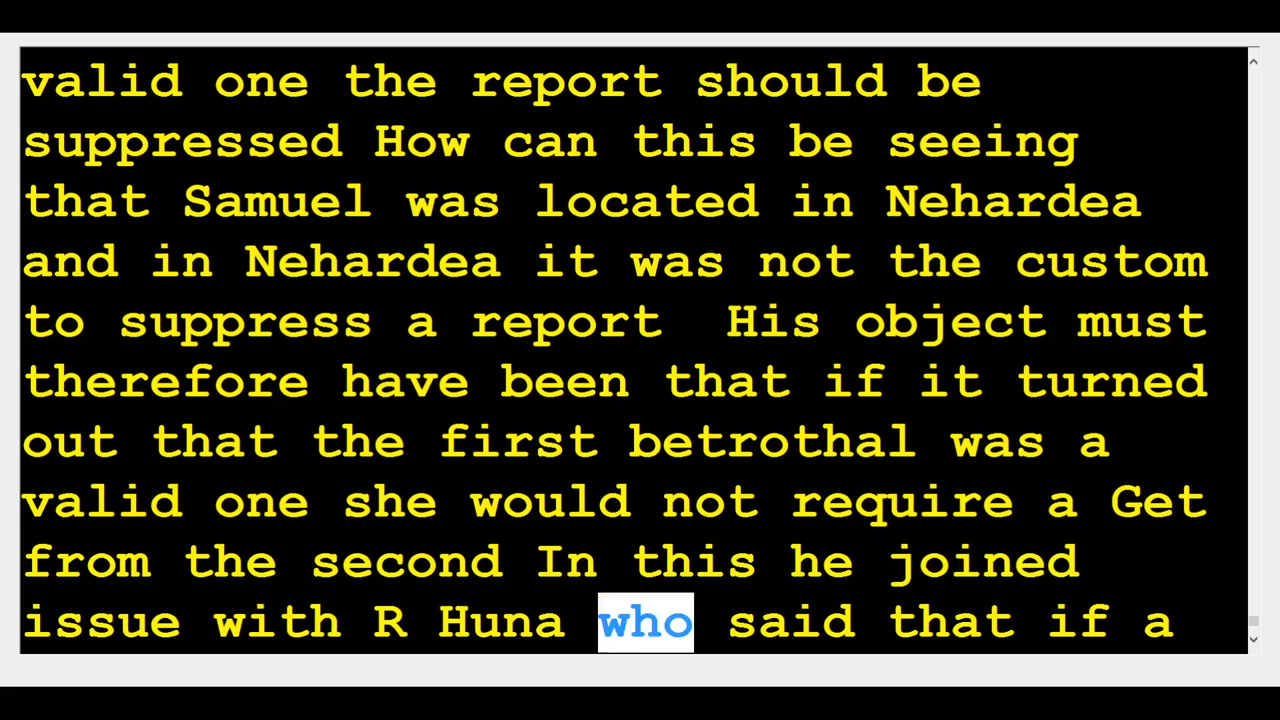 valid one the report should be
suppressed How can this be seeing
that Samuel was located in Nehardea
and in Nehardea it was not the custom
to suppress a report  His object must
therefore have been that if it turned
out that the first betrothal was a
valid one she would not require a Get
from the second In this he joined
issue with R Huna who said that if a